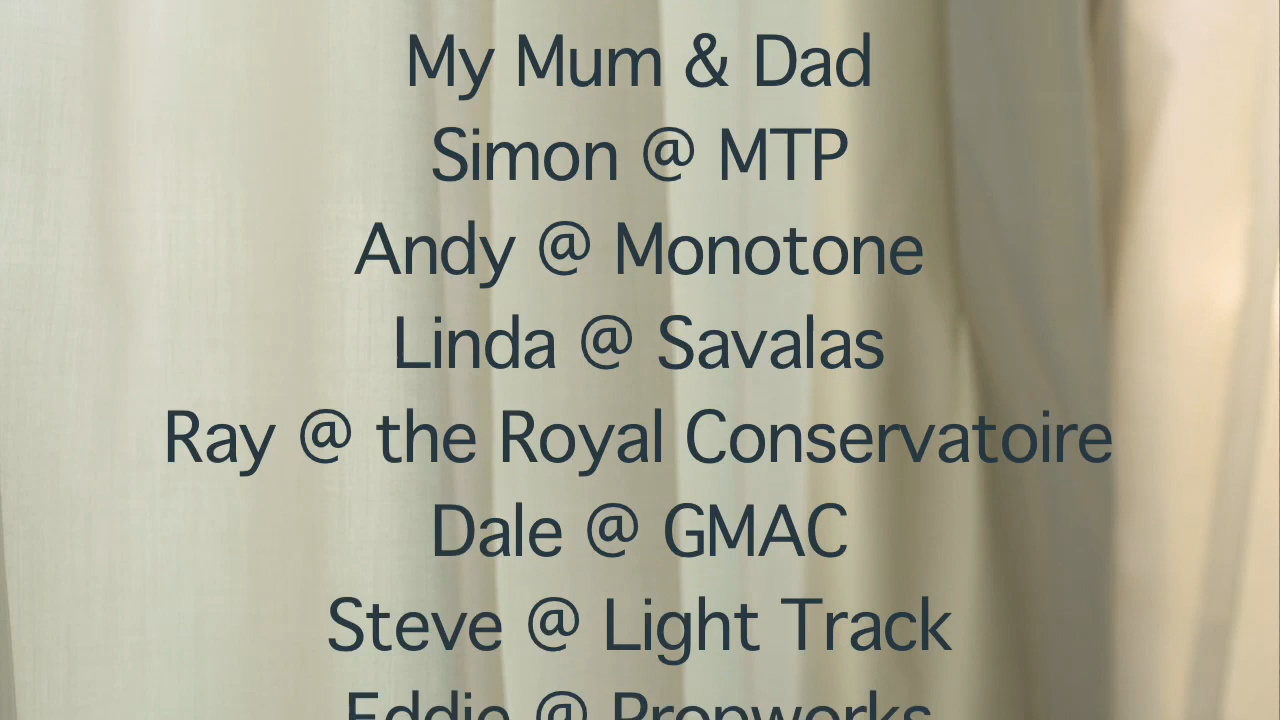 My Mum & Dad
Simon @ MTP
Andy @ Monotone
Linda @ Savalas
Ray @ the Royal Conservatoire
Dale @ GMAC
Steve @ Light Track
Eddie @ Propworks